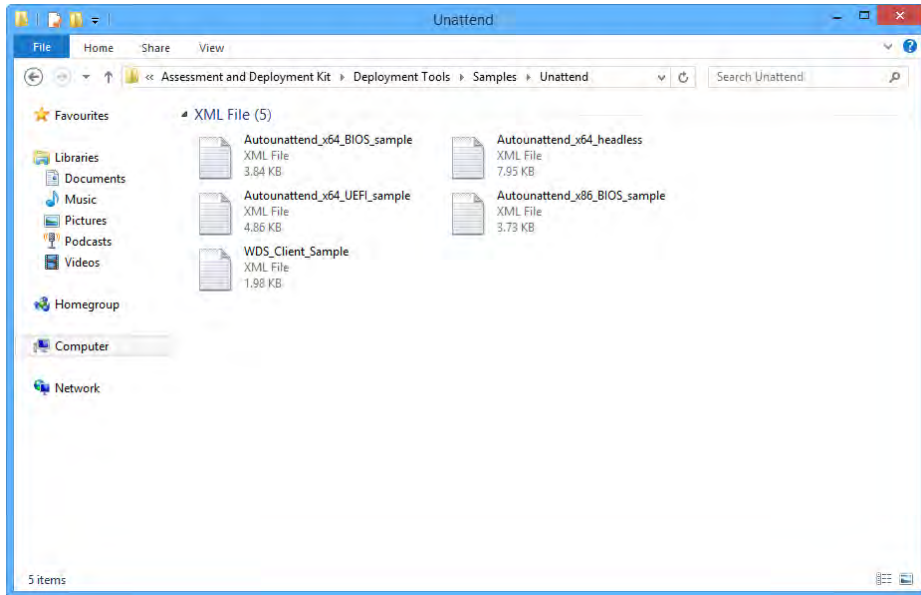 Unattend
File Home Share View
« Assessment and Deployment Kit Deployment Tools Samples Unattend
Search Unattend
Favourites
Libraries
Documents
Music
Pictures
Podcasts
Videos
Homegroup
Computer
Network
XML File (5)
Autounattend_x64_BIOS_sample
XML File
3.84 KB
Autounattend_x64_headless
XML File
7.95 KB
Autounattend_x64_UEFI_sample
XML File
4.86 KB
Autounattend_x86_BIOS_sample
XML File
3.73 KB
WDS_Client_Sample
XML File
1.98 KB
5 items